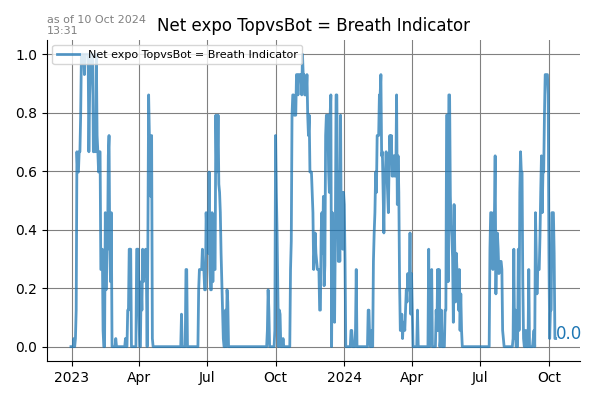 as of 10 Oct 2024
13:31
Net expo TopvsBot = Breath Indicator
Net expo TopvsBot = Breath Indicator
1.0
0.8
0.6
0.4
0.2
0.0
0.0
2023 Apr Jul Oct 2024 Apr Jul Oct